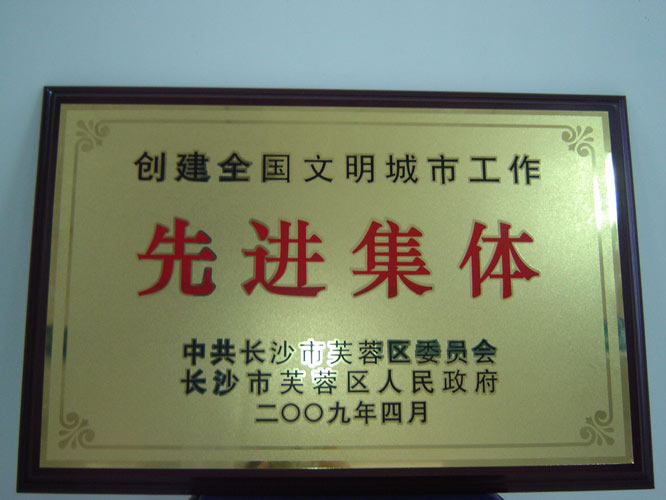 创建全国文明城市工作
先进集体
中共长沙市芙蓉区委员会
长沙市芙蓉区人民政府
二〇〇九年四月